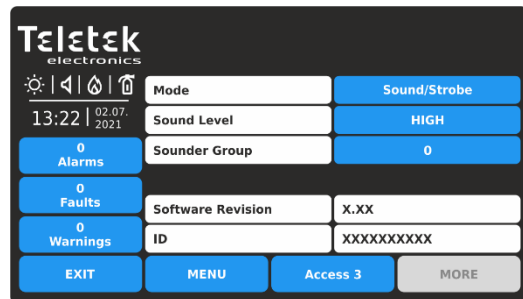 Teletek
electronics
13:22 02.07.
2021
Mode Sound/Strobe
Sound Level HIGH
Sounder Group 0
0
Alarms
0
Faults
0
Warnings
Software Revision X.XX
ID XXXXXXXXXX
EXIT MENU Access 3 MORE